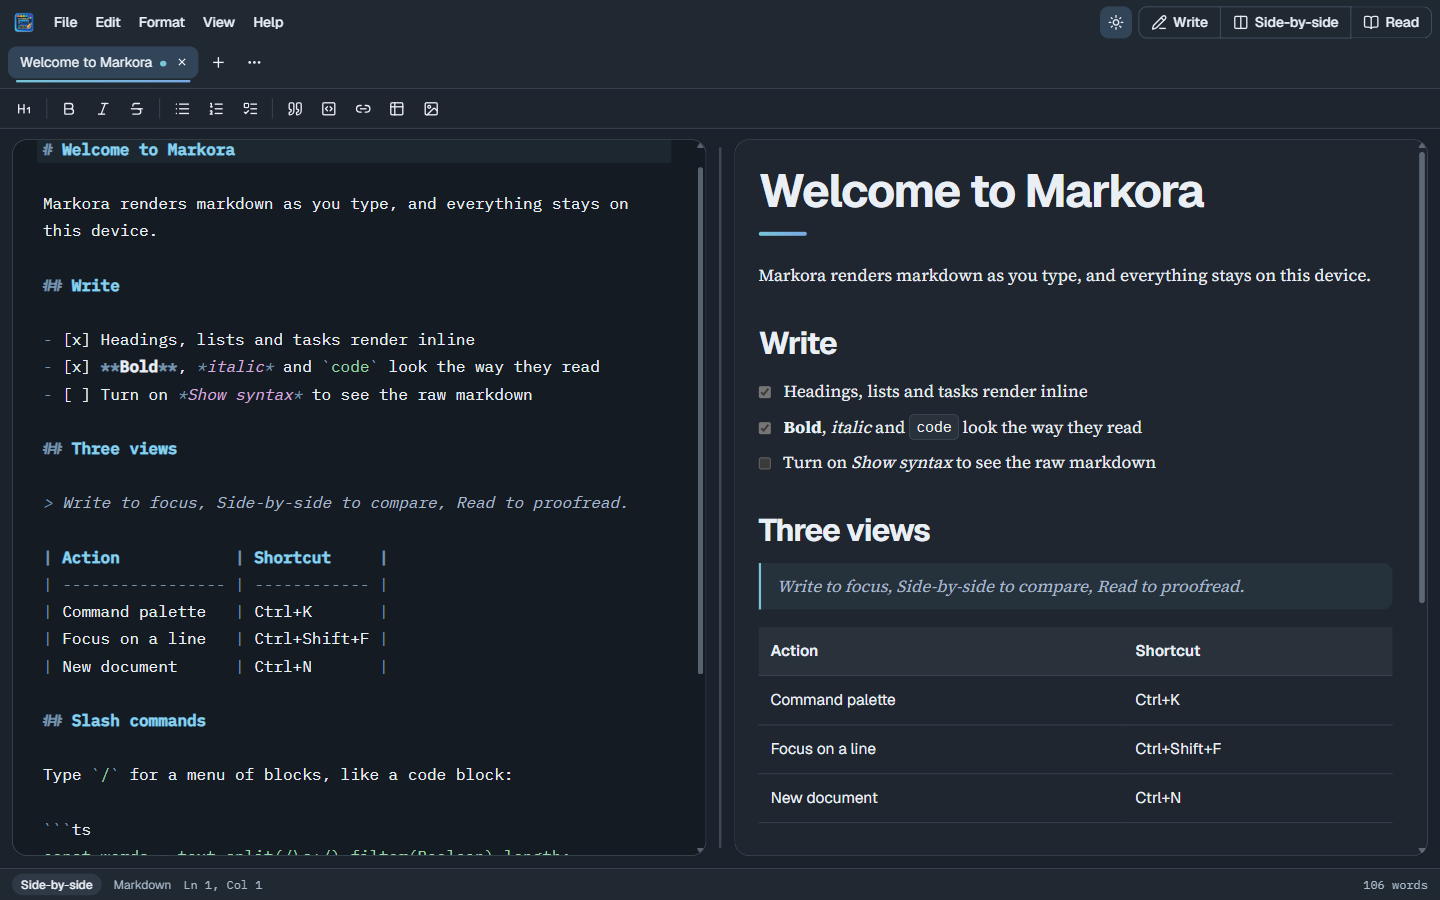 File Edit Format View Help
Write Side-by-side Read
Welcome to Markora
H1 B I S
# Welcome to Markora
Markora renders markdown as you type, and everything stays on
this device.
## Write
- [x] Headings, lists and tasks render inline
- [x] **Bold**, *italic* and `code` look the way they read
- [ ] Turn on *Show syntax* to see the raw markdown
## Three views
> Write to focus, Side-by-side to compare, Read to proofread.
| Action | Shortcut |
| ----------------- | ------------ |
| Command palette | Ctrl+K |
| Focus on a line | Ctrl+Shift+F |
| New document | Ctrl+N |
## Slash commands
Type `/` for a menu of blocks, like a code block:
```ts
Welcome to Markora
Markora renders markdown as you type, and everything stays on this device.
Write
Headings, lists and tasks render inline
Bold, italic and code look the way they read
Turn on Show syntax to see the raw markdown
Three views
Write to focus, Side-by-side to compare, Read to proofread.
Action Shortcut
Command palette Ctrl+K
Focus on a line Ctrl+Shift+F
New document Ctrl+N
Side-by-side Markdown Ln 1, Col 1 106 words